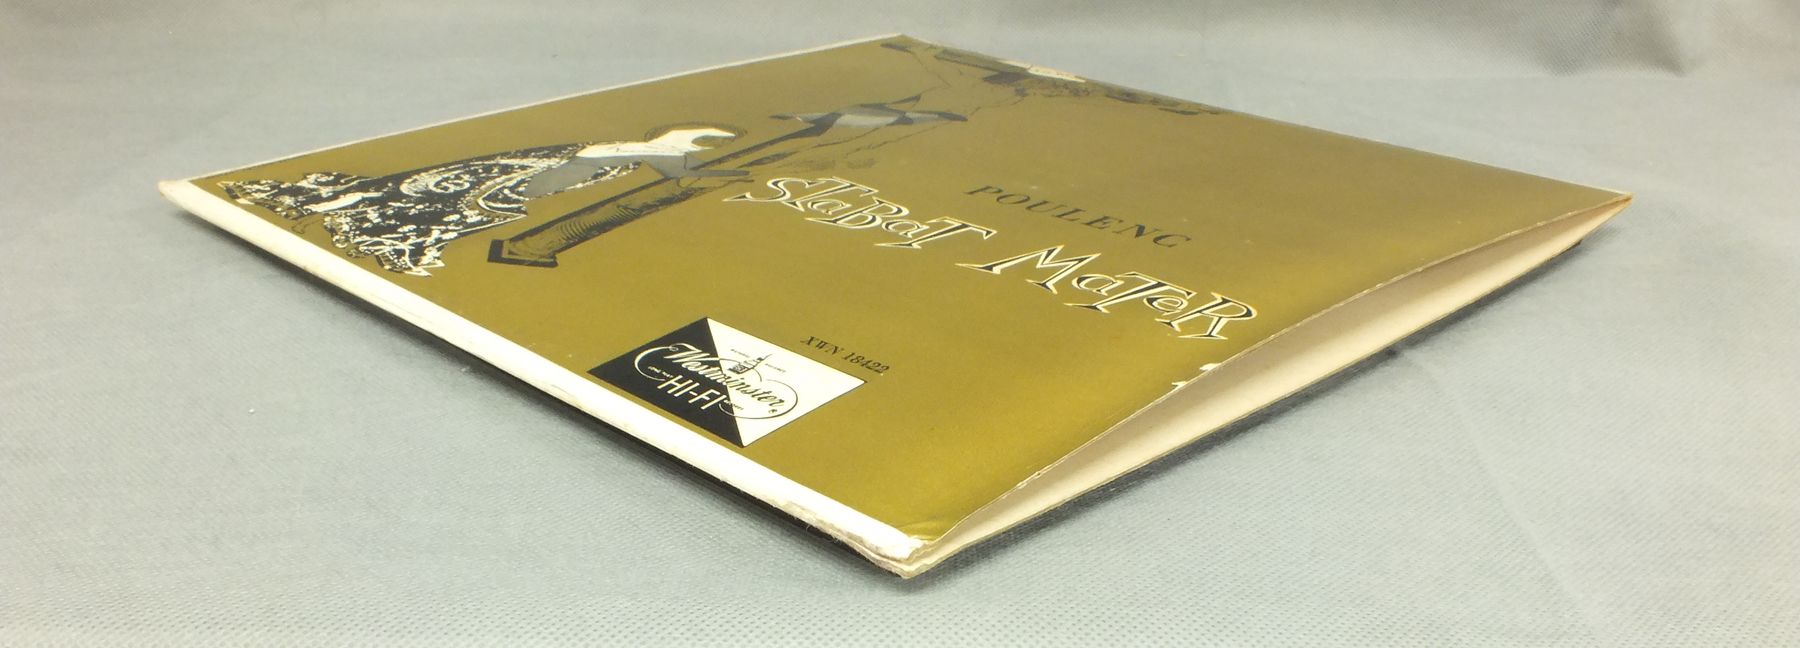 POULENC
STaBaT MaTeR
XWN 18422
Westminster
HI-FI